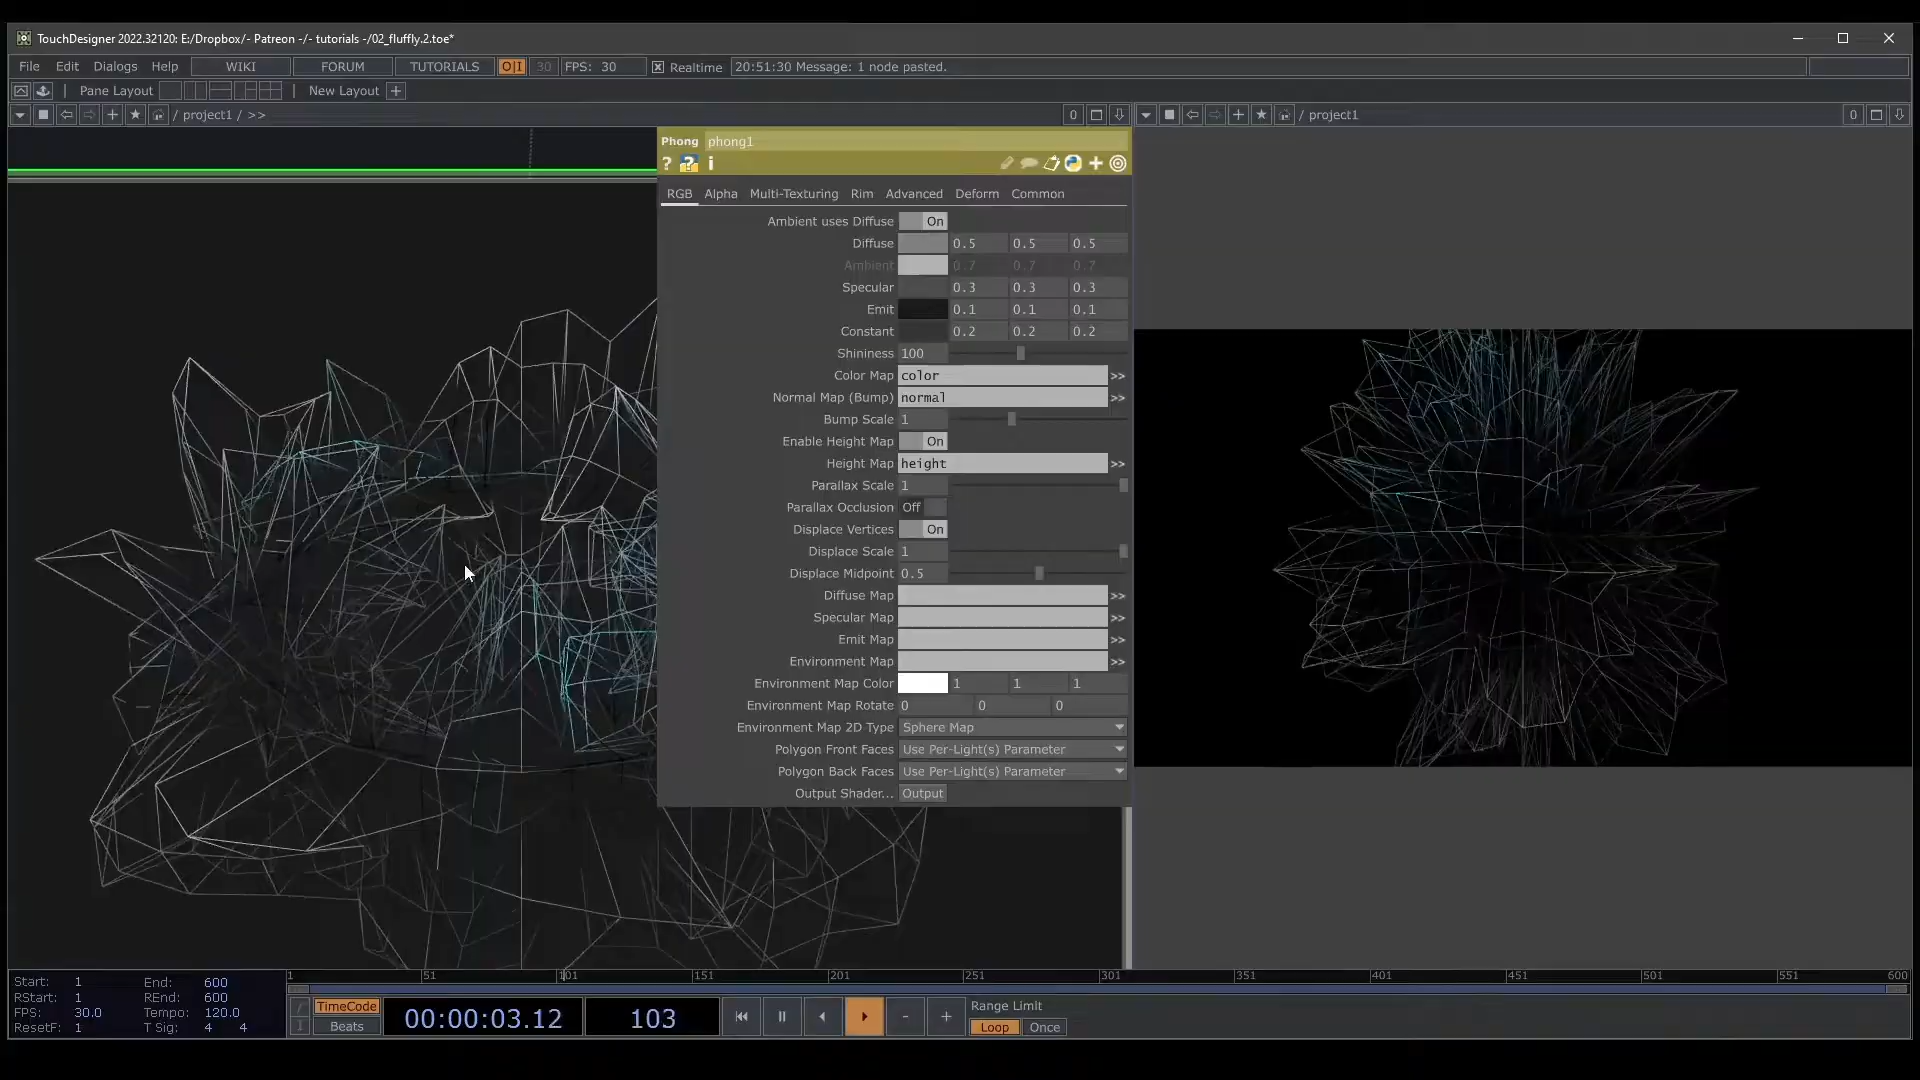 TouchDesigner 2022.32120: E:/Dropbox/- Patreon -/- tutorials -/02_fluffly.2.toe*
File Edit Dialogs Help WIKI FORUM TUTORIALS O|I 30 FPS: 30 Realtime 20:51:30 Message: 1 node pasted.
Pane Layout New Layout +
/ project1 / >> 0
/ project1 0
Phong phong1
? ? i
RGB Alpha Multi-Texturing Rim Advanced Deform Common
Ambient uses Diffuse On
Diffuse 0.5 0.5 0.5
Ambient 0.7 0.7 0.7
Specular 0.3 0.3 0.3
Emit 0.1 0.1 0.1
Constant 0.2 0.2 0.2
Shininess 100
Color Map color >>
Normal Map (Bump) normal >>
Bump Scale 1
Enable Height Map On
Height Map height >>
Parallax Scale 1
Parallax Occlusion Off
Displace Vertices On
Displace Scale 1
Displace Midpoint 0.5
Diffuse Map >>
Specular Map >>
Emit Map >>
Environment Map >>
Environment Map Color 1 1 1
Environment Map Rotate 0 0 0
Environment Map 2D Type Sphere Map
Polygon Front Faces Use Per-Light(s) Parameter
Polygon Back Faces Use Per-Light(s) Parameter
Output Shader... Output
1 51 101 151 201 251 301 351 401 451 501 551 600
Start: 1 End: 600
RStart: 1 REnd: 600
FPS: 30.0 Tempo: 120.0
ResetF: 1 T Sig: 4 4
TimeCode
Beats
00:00:03.12 103
- +
Range Limit
Loop Once